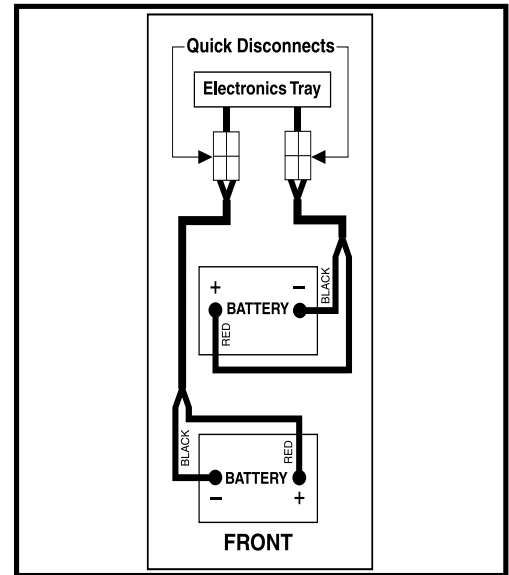 Quick Disconnects
Electronics Tray
+ −
BLACK
BATTERY
RED
BLACK
RED
BATTERY
− +
FRONT